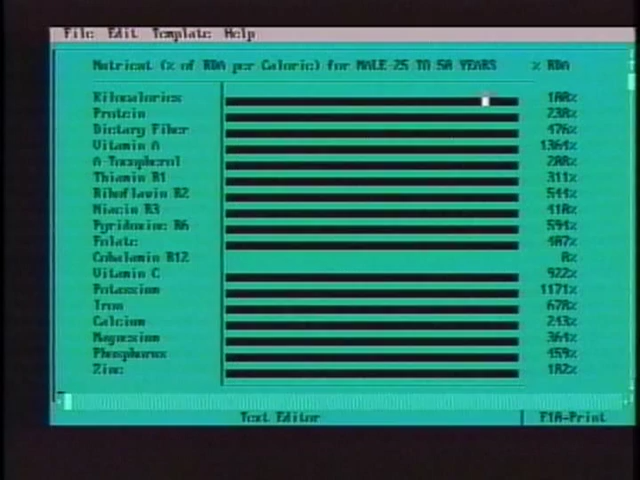 File Edit Template Help
Nutrient (% of RDA per Calorie) for MALE 25 TO 50 YEARS % RDA
Kilocalories 100%
Protein 230%
Dietary Fiber 476%
Vitamin A 1364%
A-Tocopherol 200%
Thiamin B1 311%
Riboflavin B2 544%
Niacin B3 410%
Pyridoxine B6 594%
Folate 407%
Cobalamin B12 0%
Vitamin C 922%
Potassium 1171%
Iron 670%
Calcium 243%
Magnesium 364%
Phosphorus 459%
Zinc 102%
Text Editor F10-Print